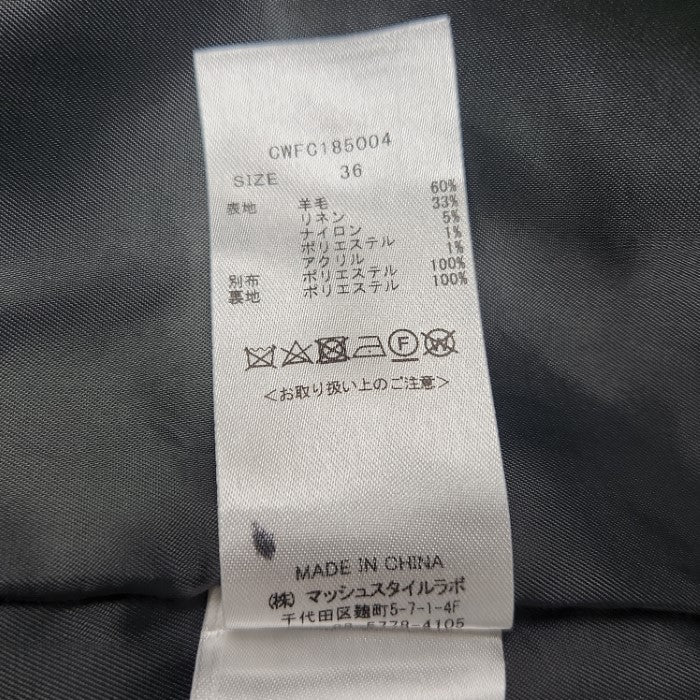 CWFC185004
SIZE 36
表地 羊毛 60%
リネン 33%
ナイロン 5%
ポリエステル 1%
アクリル 1%
別布 ポリエステル 100%
裏地 ポリエステル 100%
<お取り扱い上のご注意>
MADE IN CHINA
(株) マッシュスタイルラボ
千代田区麹町5-7-1-4F
5778-4105